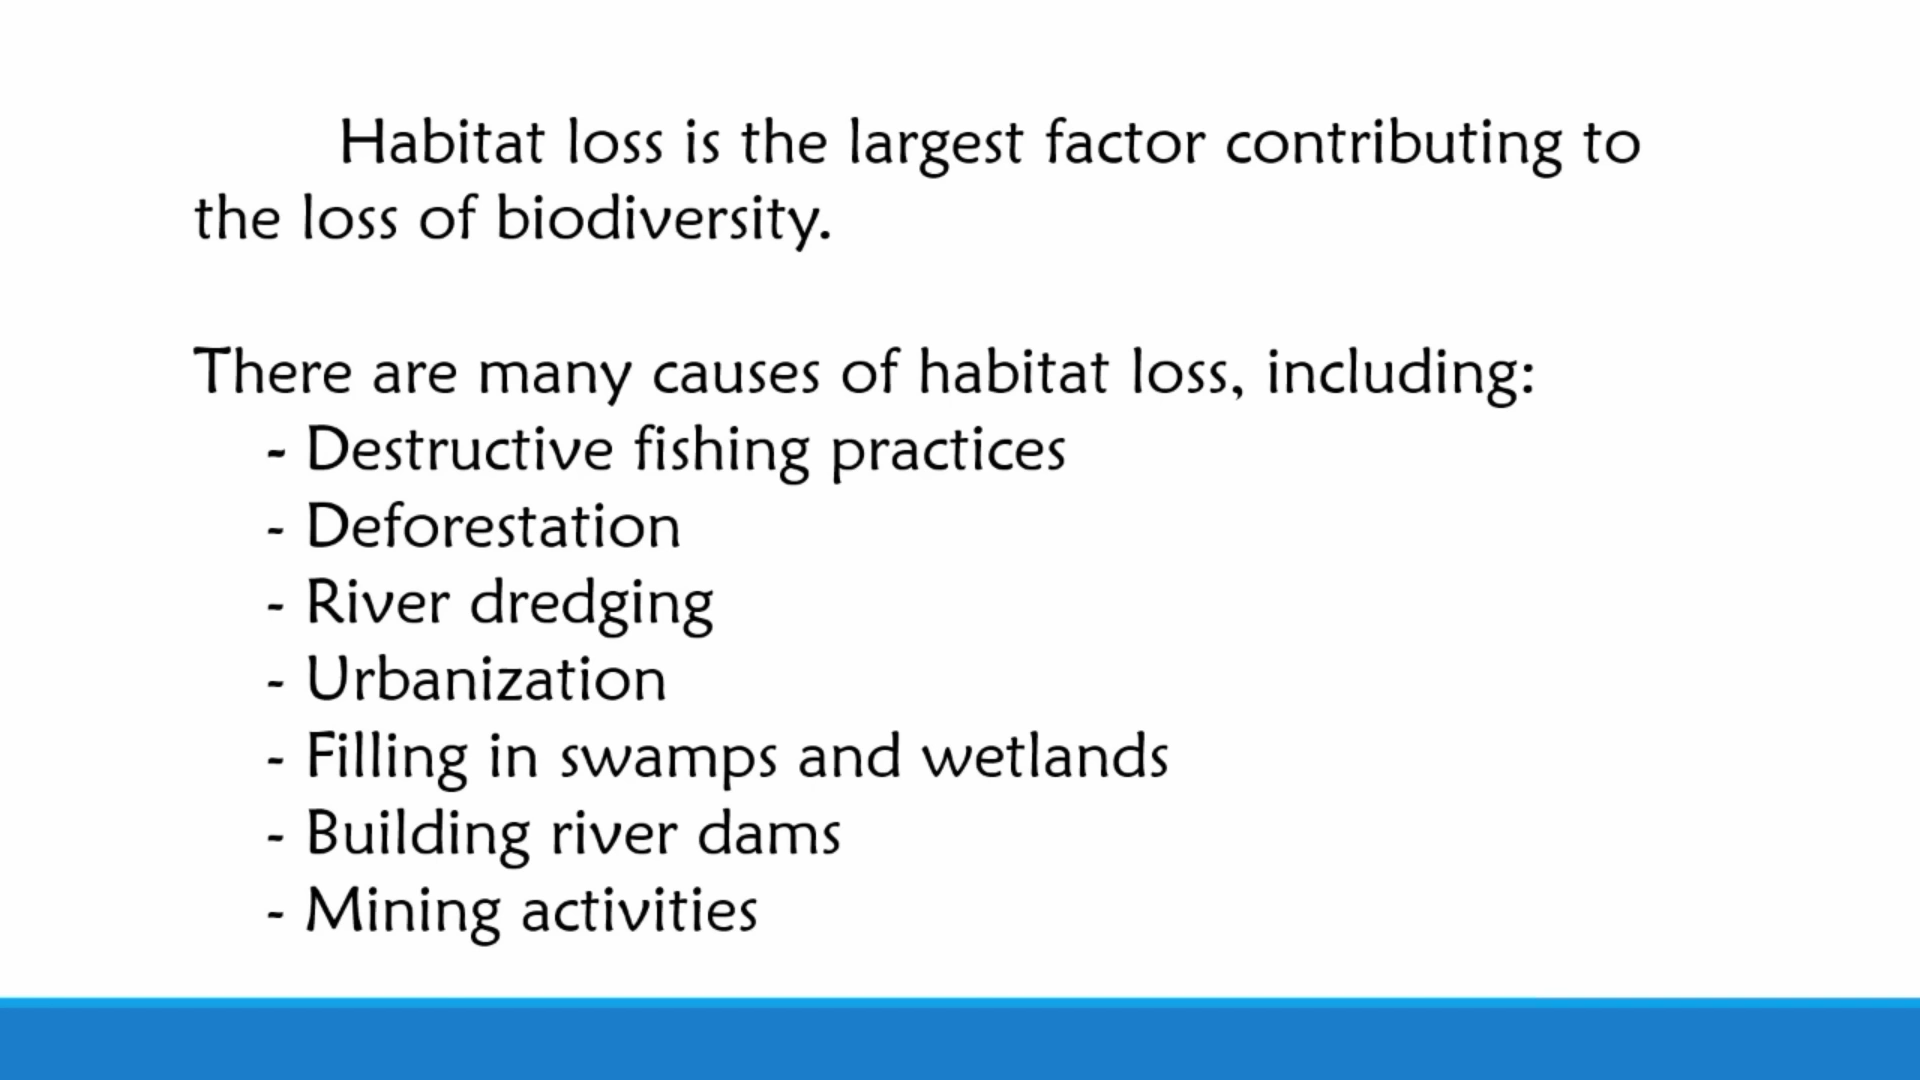 Habitat loss is the largest factor contributing to
the loss of biodiversity.
There are many causes of habitat loss, including:
- Destructive fishing practices
- Deforestation
- River dredging
- Urbanization
- Filling in swamps and wetlands
- Building river dams
- Mining activities